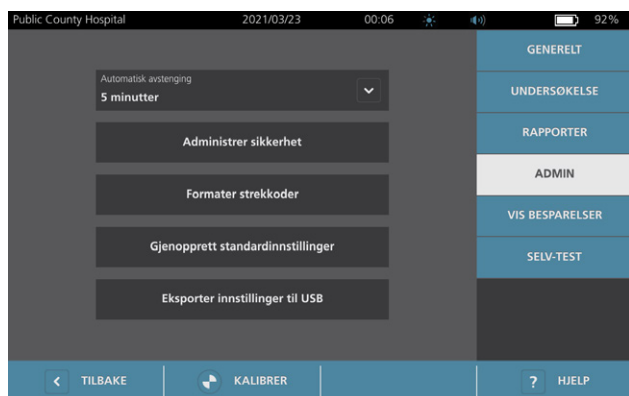 Public County Hospital 2021/03/23 00:06 92%
Automatisk avstenging
5 minutter
Administrer sikkerhet
Formater strekkoder
Gjenopprett standardinnstillinger
Eksporter innstillinger til USB
GENERELT
UNDERSØKELSE
RAPPORTER
ADMIN
VIS BESPARELSER
SELV-TEST
TILBAKE KALIBRER ? HJELP